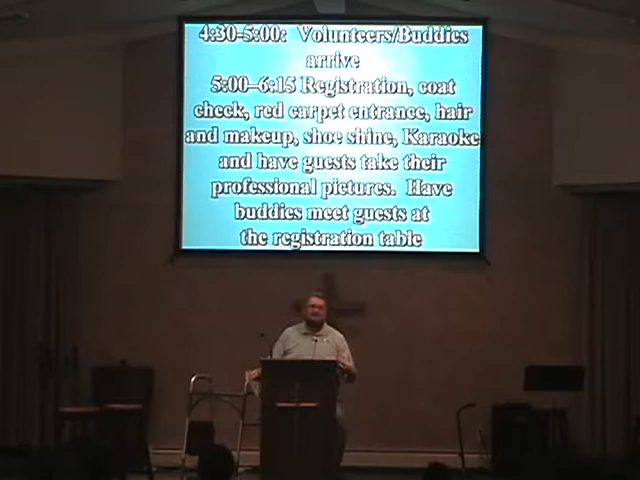 4:30-5:00:  Volunteers/Buddies
arrive
5:00–6:15 Registration, coat
check, red carpet entrance, hair
and makeup, shoe shine, Karaoke
and have guests take their
professional pictures.  Have
buddies meet guests at
the registration table